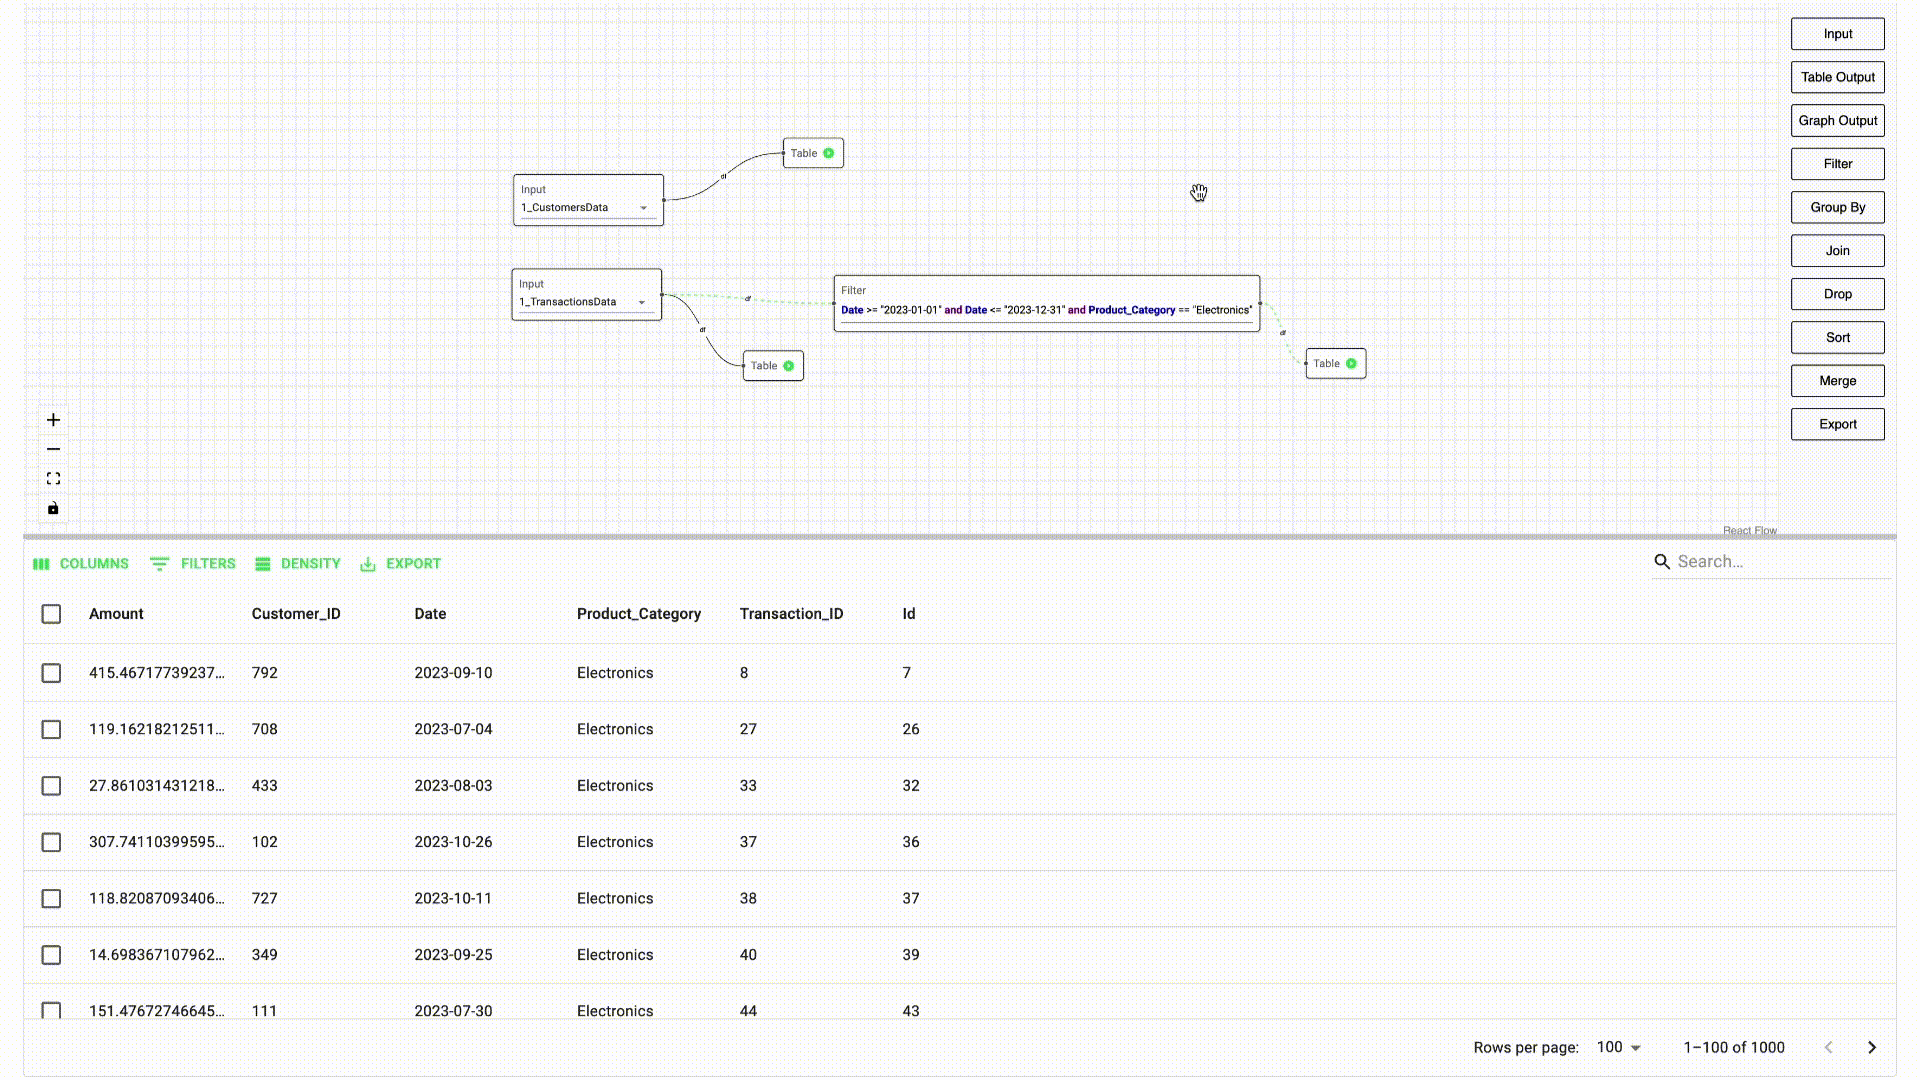 Input
Table Output
Graph Output
Filter
Group By
Join
Drop
Sort
Merge
Export
Table
Input
1_CustomersData
df
Input
1_TransactionsData
df
df
Filter
Date >= "2023-01-01" and Date <= "2023-12-31" and Product_Category == "Electronics"
df
Table
Table
React Flow
COLUMNS FILTERS DENSITY EXPORT
Search...
Amount Customer_ID Date Product_Category Transaction_ID Id
415.46717739237... 792 2023-09-10 Electronics 8 7
119.16218212511... 708 2023-07-04 Electronics 27 26
27.861031431218... 433 2023-08-03 Electronics 33 32
307.74110399595... 102 2023-10-26 Electronics 37 36
118.82087093406... 727 2023-10-11 Electronics 38 37
14.698367107962... 349 2023-09-25 Electronics 40 39
151.47672746645... 111 2023-07-30 Electronics 44 43
Rows per page: 100 1–100 of 1000